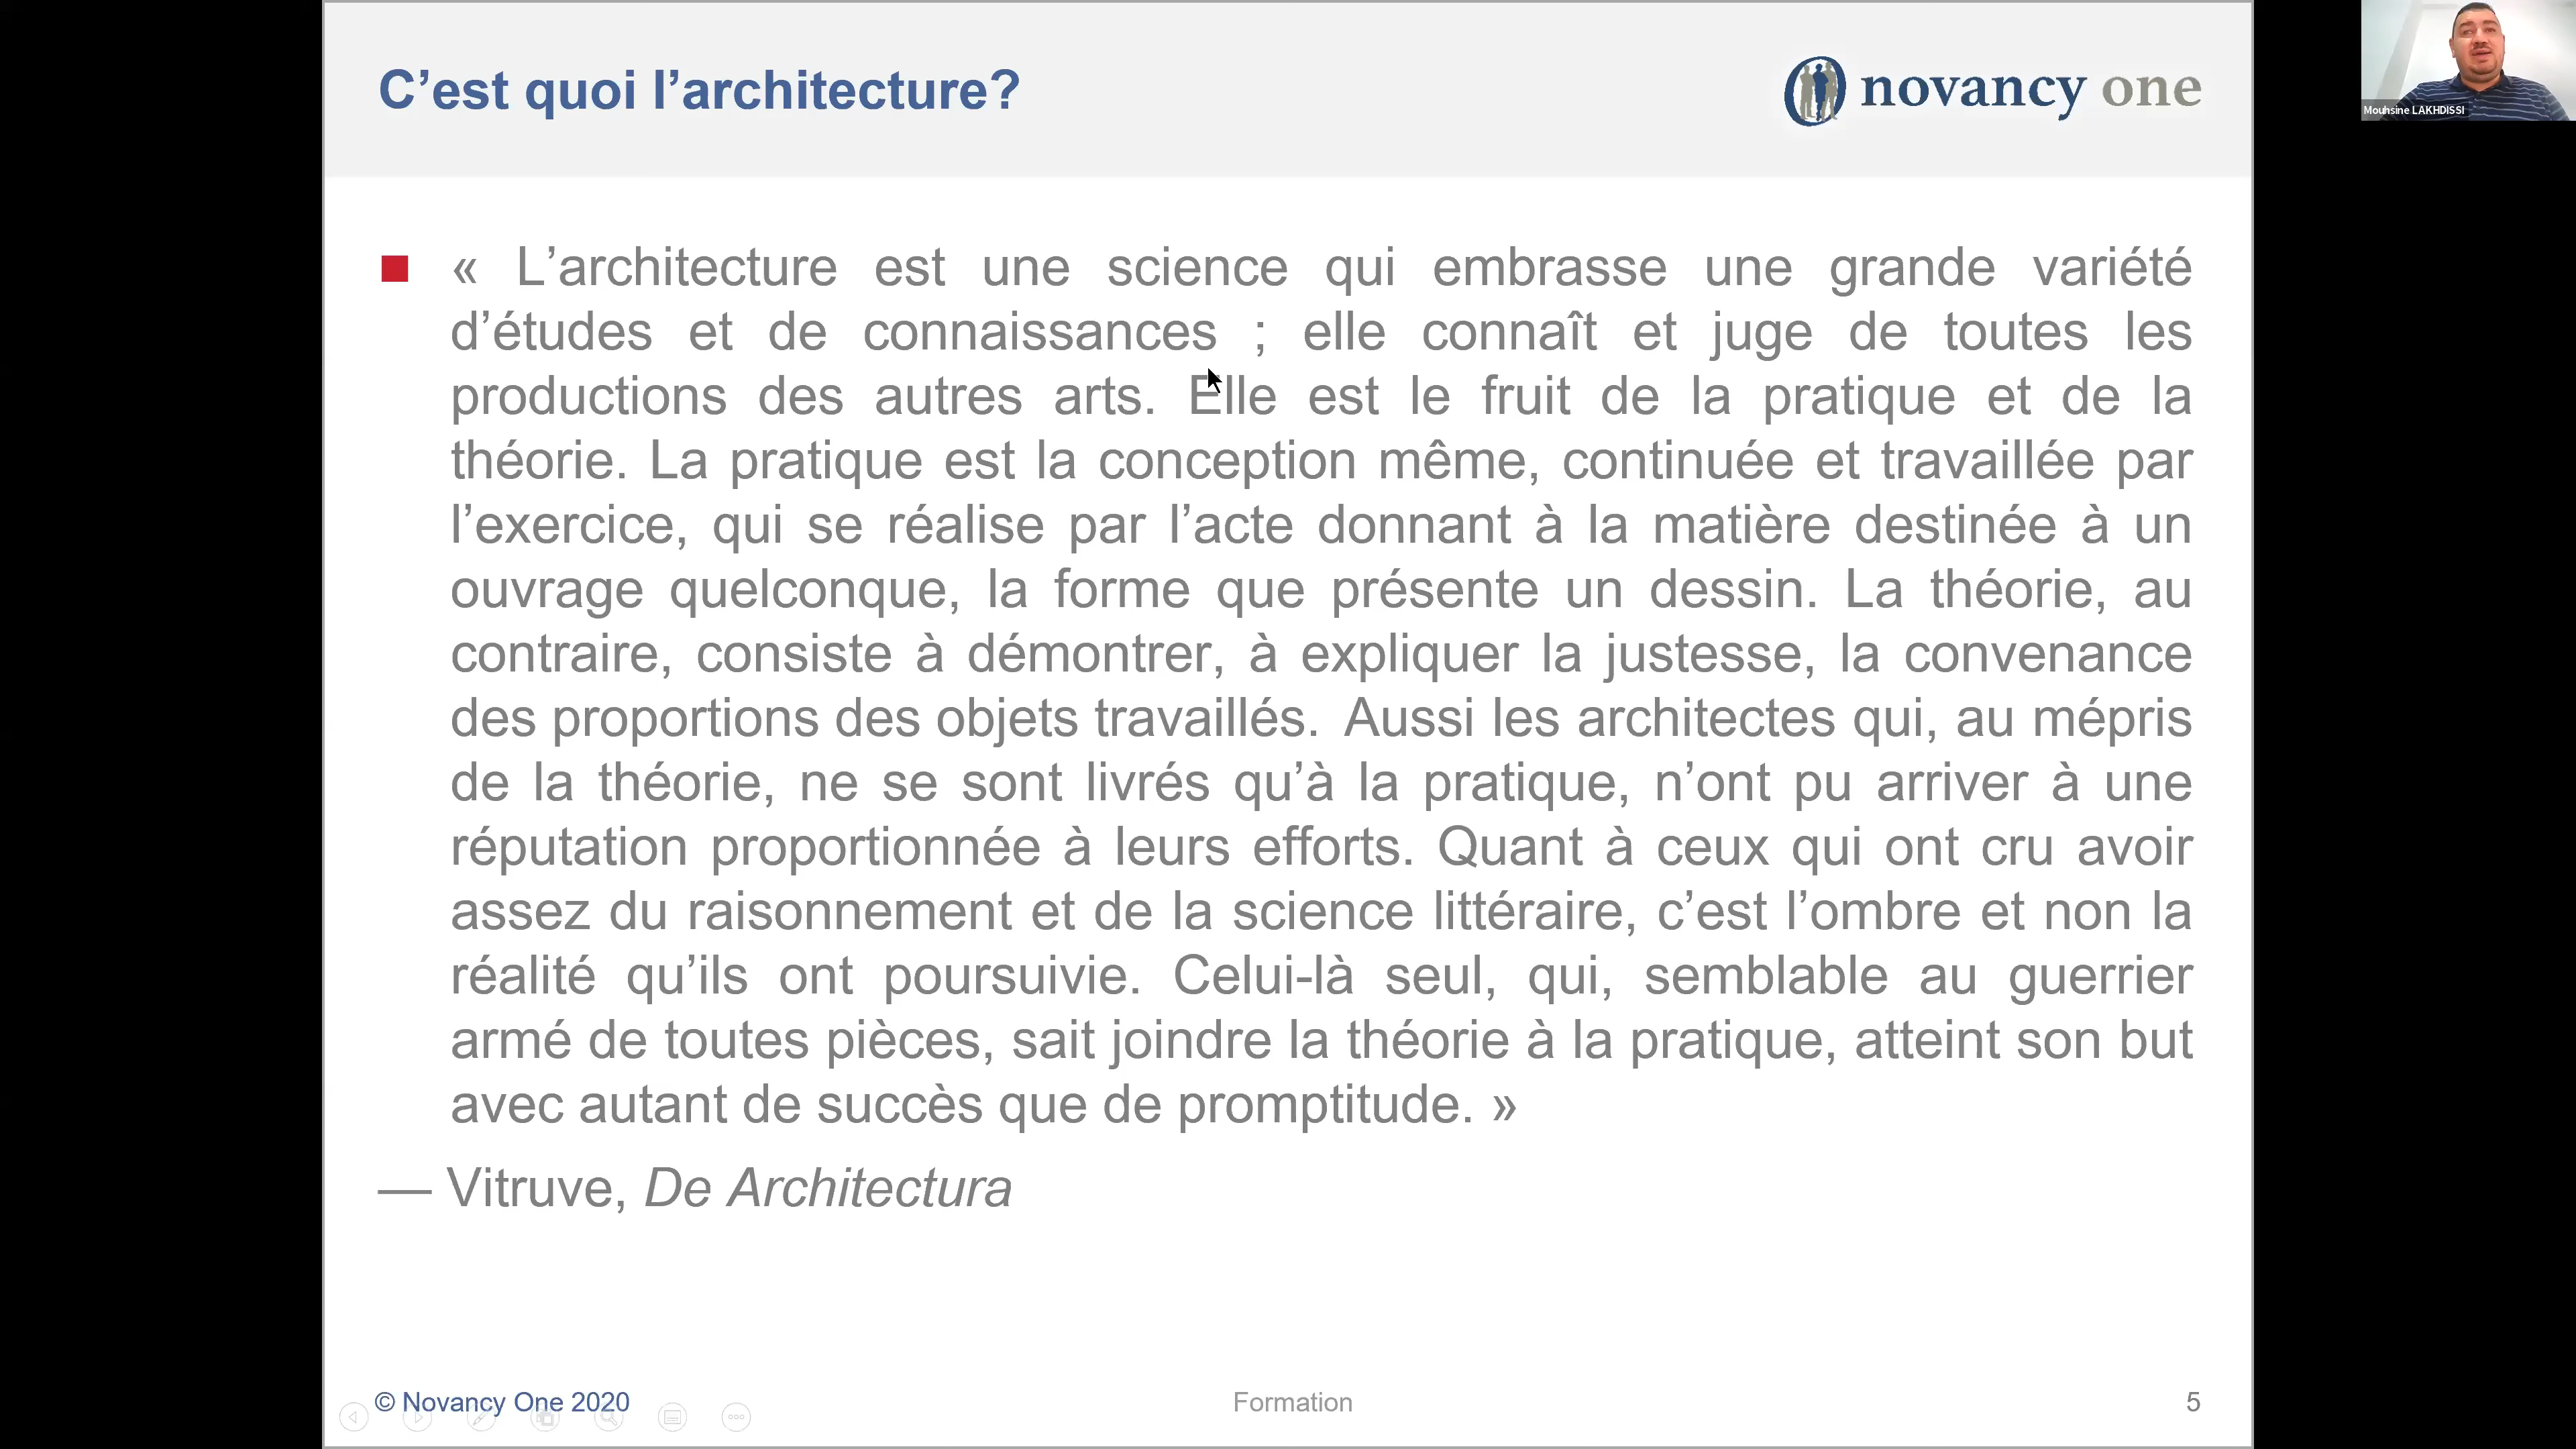 C’est quoi l’architecture?
novancy one
Mouhsine LAKHDISSI
« L’architecture est une science qui embrasse une grande variété
d’études et de connaissances ; elle connaît et juge de toutes les
productions des autres arts. Elle est le fruit de la pratique et de la
théorie. La pratique est la conception même, continuée et travaillée par
l’exercice, qui se réalise par l’acte donnant à la matière destinée à un
ouvrage quelconque, la forme que présente un dessin. La théorie, au
contraire, consiste à démontrer, à expliquer la justesse, la convenance
des proportions des objets travaillés. Aussi les architectes qui, au mépris
de la théorie, ne se sont livrés qu’à la pratique, n’ont pu arriver à une
réputation proportionnée à leurs efforts. Quant à ceux qui ont cru avoir
assez du raisonnement et de la science littéraire, c’est l’ombre et non la
réalité qu’ils ont poursuivie. Celui-là seul, qui, semblable au guerrier
armé de toutes pièces, sait joindre la théorie à la pratique, atteint son but
avec autant de succès que de promptitude. »
— Vitruve, De Architectura
© Novancy One 2020
Formation
5